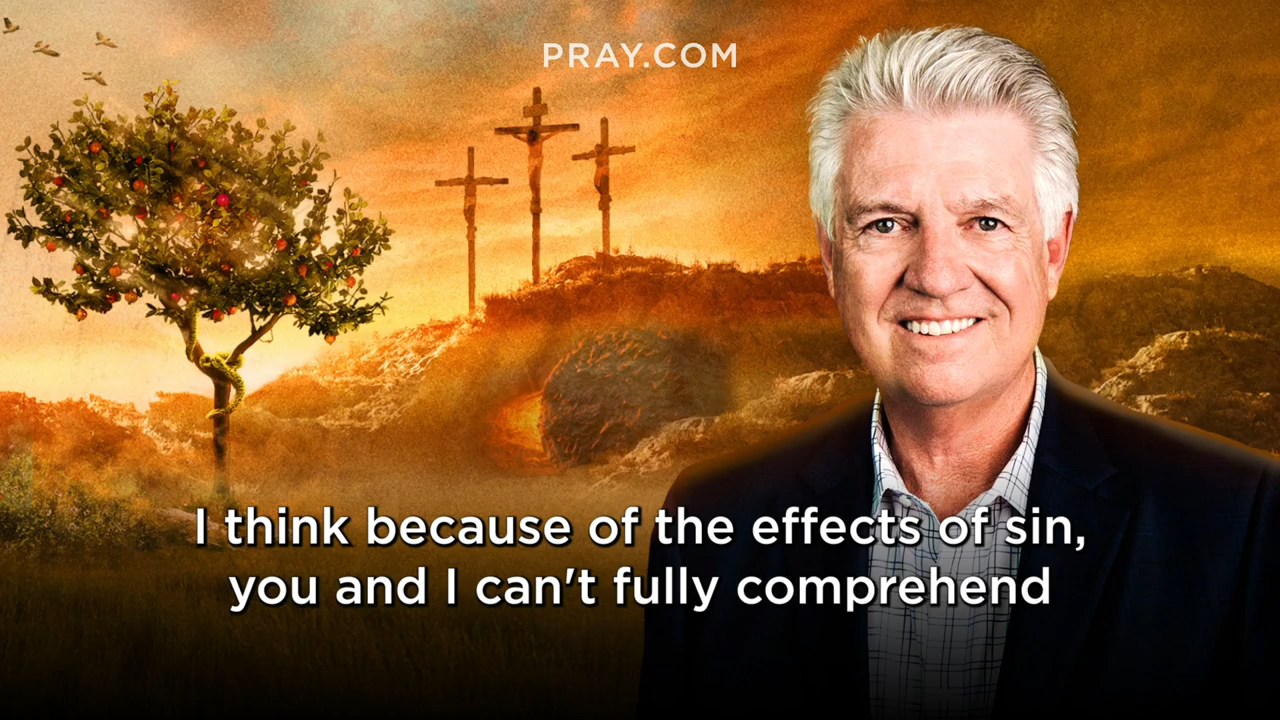 PRAY.COM
I think because of the effects of sin,
you and I can't fully comprehend